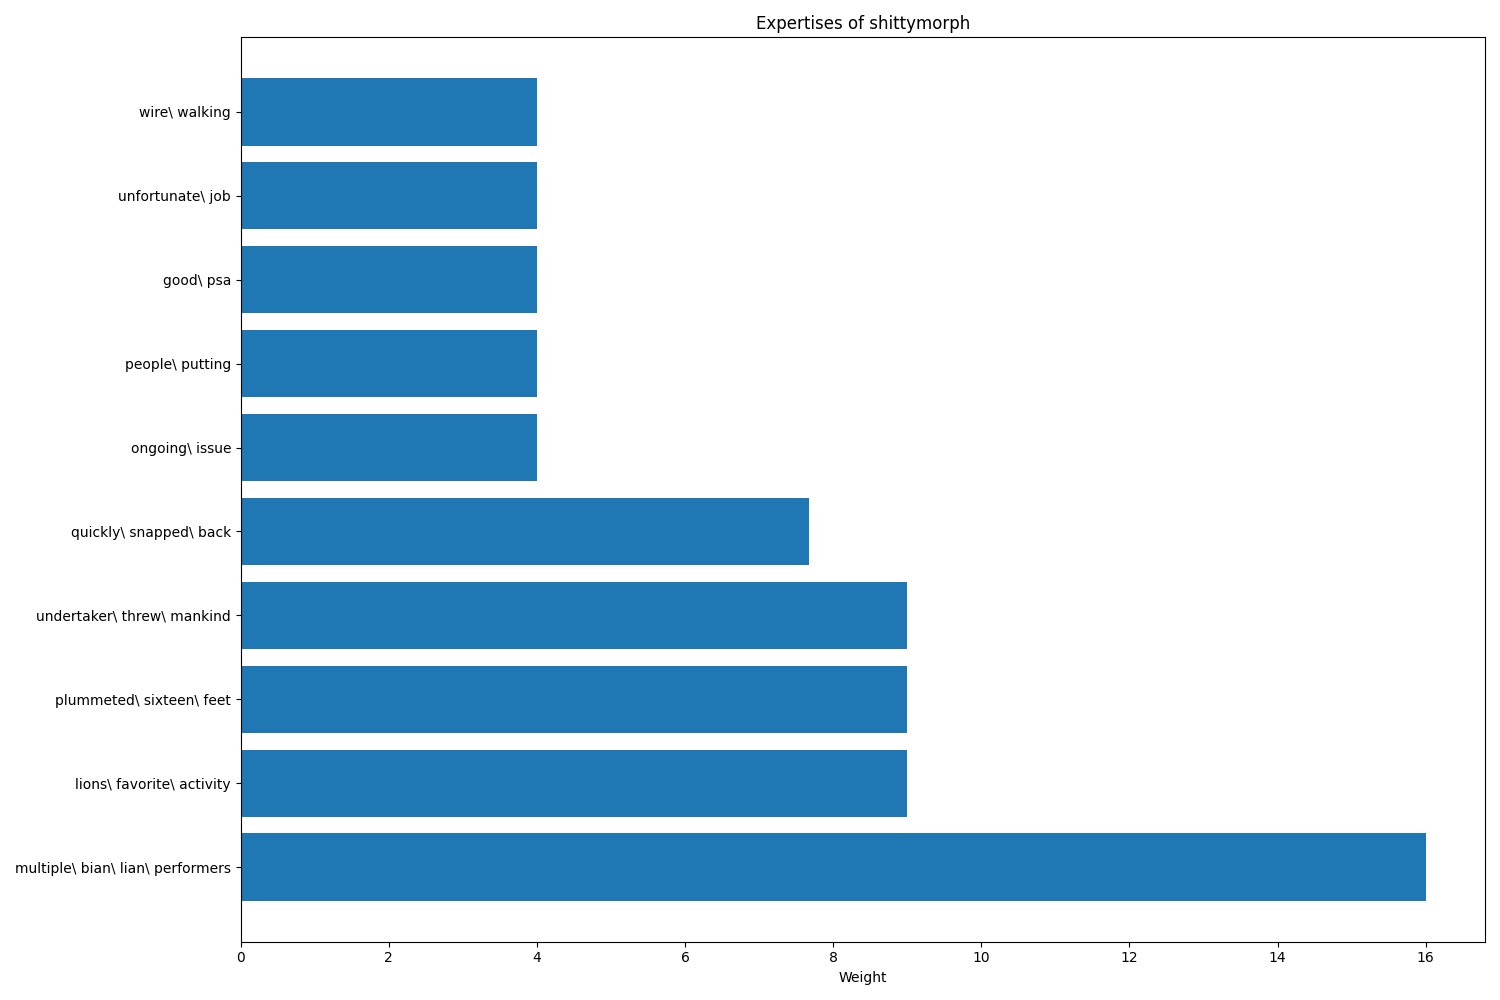 Expertises of shittymorph
wire\ walking
unfortunate\ job
good\ psa
people\ putting
ongoing\ issue
quickly\ snapped\ back
undertaker\ threw\ mankind
plummeted\ sixteen\ feet
lions\ favorite\ activity
multiple\ bian\ lian\ performers
0 2 4 6 8 10 12 14 16
Weight